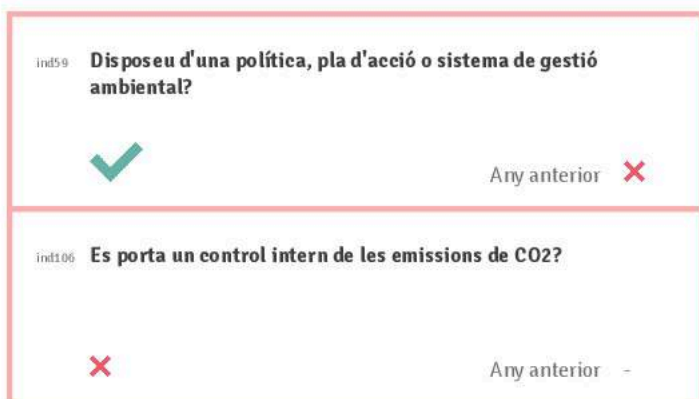 ind59 Disposeu d'una política, pla d'acció o sistema de gestió
ambiental?
Any anterior
ind106 Es porta un control intern de les emissions de CO2?
Any anterior -